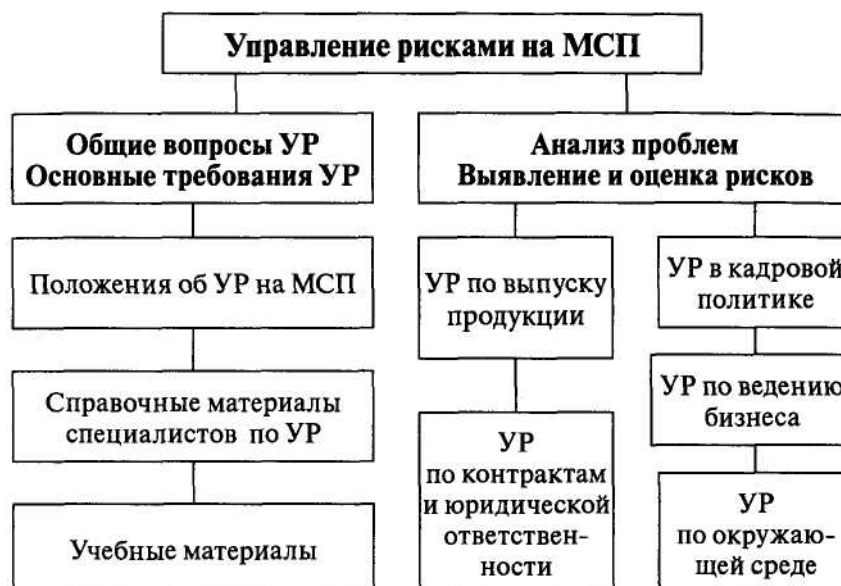 Управление рисками на МСП
Общие вопросы УР
Основные требования УР
Положения об УР на МСП
Справочные материалы
специалистов по УР
Учебные материалы
Анализ проблем
Выявление и оценка рисков
УР по выпуску
продукции
УР
по контрактам
и юридической
ответствен-
ности
УР в кадровой
политике
УР по ведению
бизнеса
УР
по окружаю-
щей среде